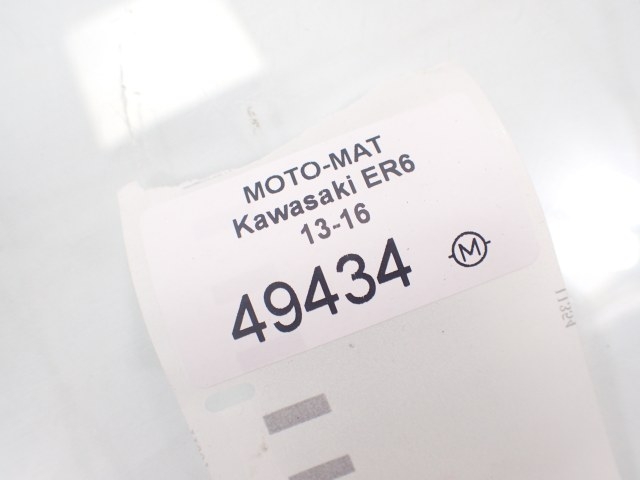 MOTO-MAT
Kawasaki ER6
13-16
49434
M